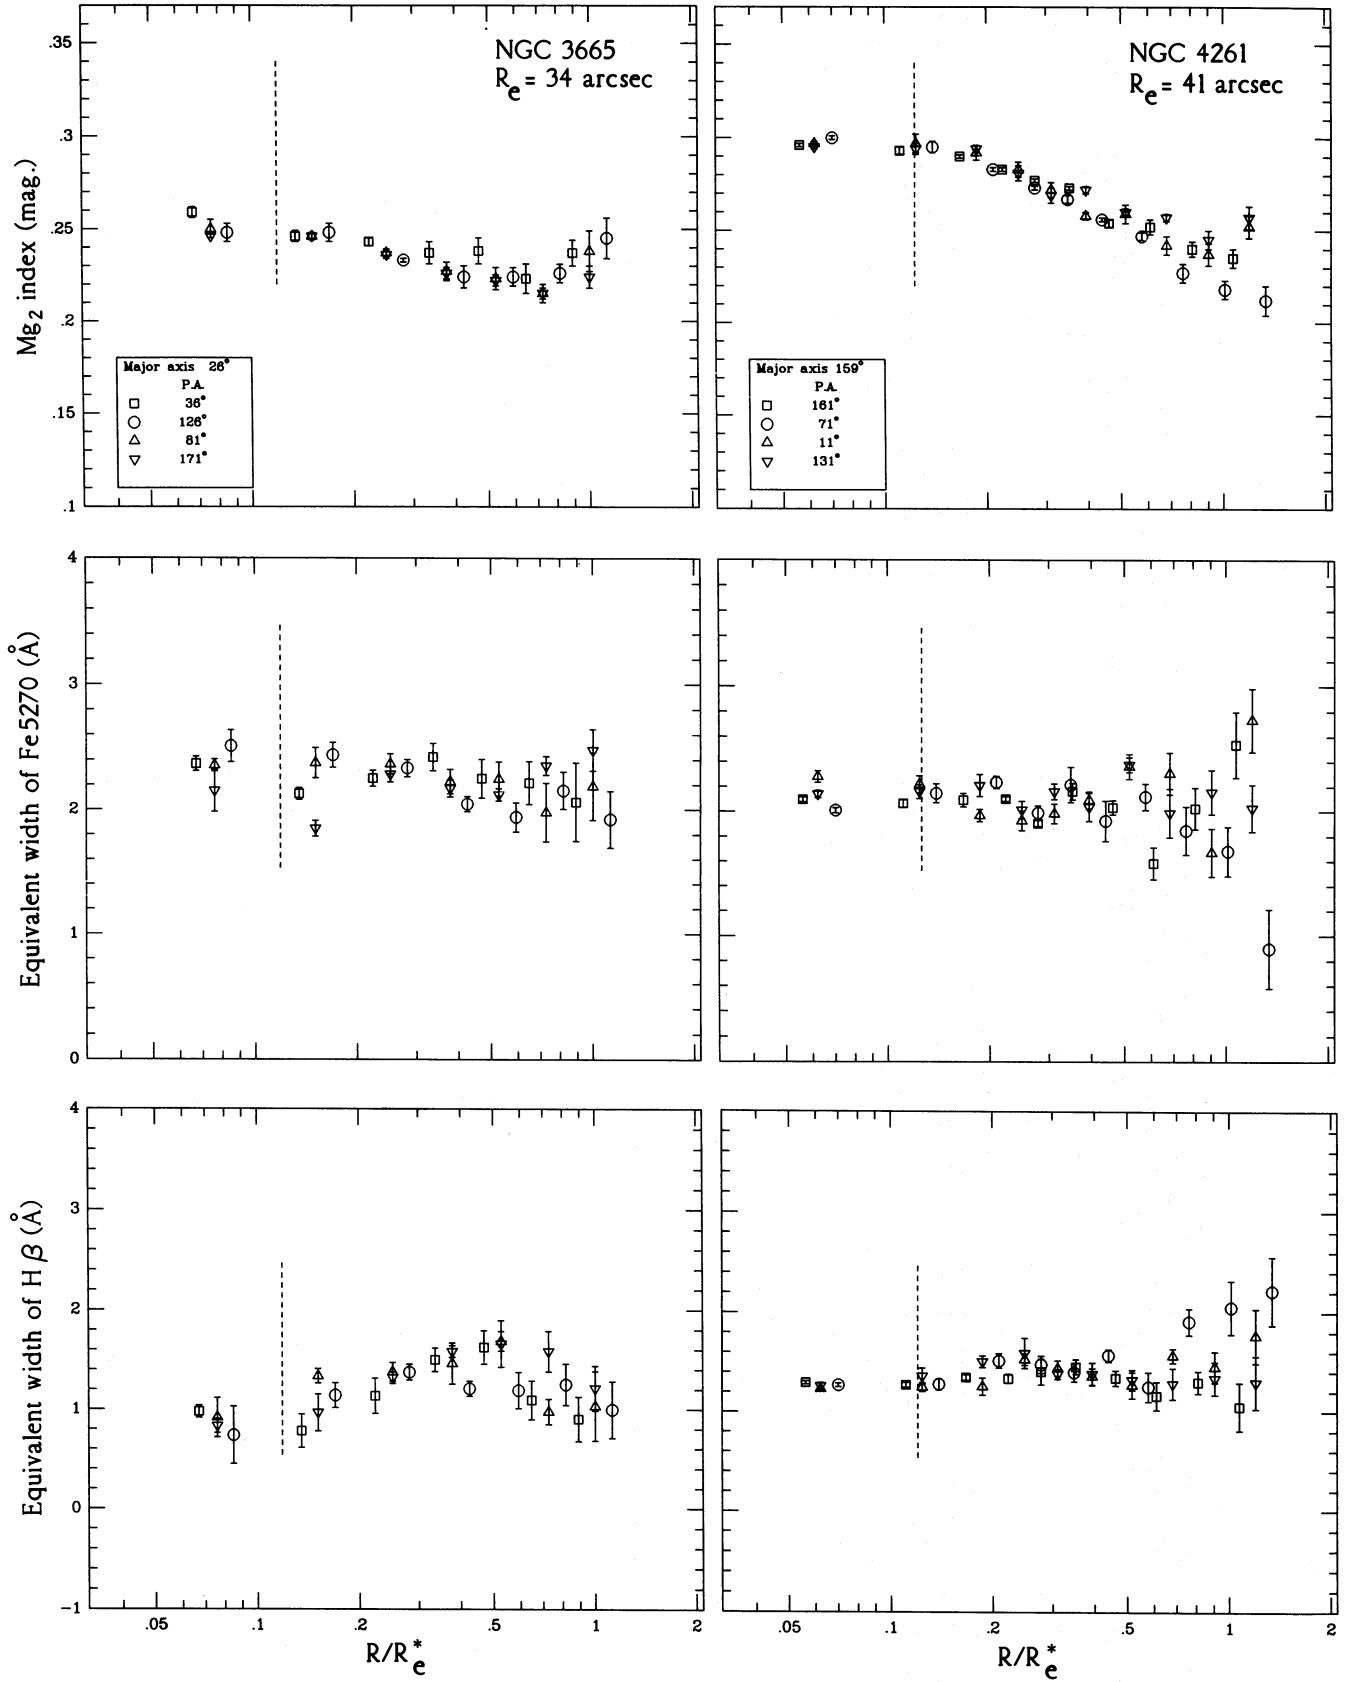 NGC 3665
R_e = 34 arcsec
NGC 4261
R_e = 41 arcsec
Mg_2 index (mag.)
.35
.3
.25
.2
.15
.1
Major axis 26°
P.A.
36°
126°
81°
171°
Major axis 159°
P.A.
161°
71°
11°
131°
Equivalent width of Fe5270 (Å)
4
3
2
1
0
Equivalent width of Hβ (Å)
4
3
2
1
0
-1
.05 .1 .2 .5 1 2
R/R_e^*
.05 .1 .2 .5 1 2
R/R_e^*